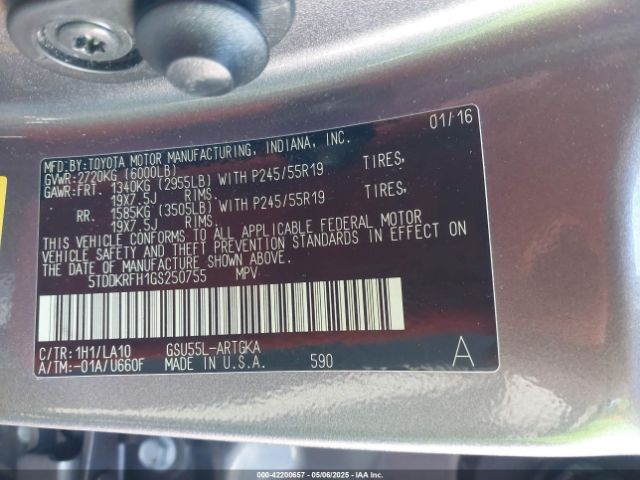 MFD.BY:TOYOTA MOTOR MANUFACTURING, INDIANA, INC. 01/16
GVWR:2720KG (6000LB)
GAWR:FRT. 1340KG (2955LB) WITH P245/55R19 TIRES,
19X7.5J RIMS
RR. 1585KG (3505LB) WITH P245/55R19 TIRES,
19X7.5J RIMS
THIS VEHICLE CONFORMS TO ALL APPLICABLE FEDERAL MOTOR
VEHICLE SAFETY AND THEFT PREVENTION STANDARDS IN EFFECT ON
THE DATE OF MANUFACTURE SHOWN ABOVE.
5TDDKRFH1GS250755 MPV
C/TR:1H1/LA10 GSU55L-ARTGKA
A/TM:-01A/U660F MADE IN U.S.A. 590 A
000-42200657 - 05/06/2025 - IAAI.CA